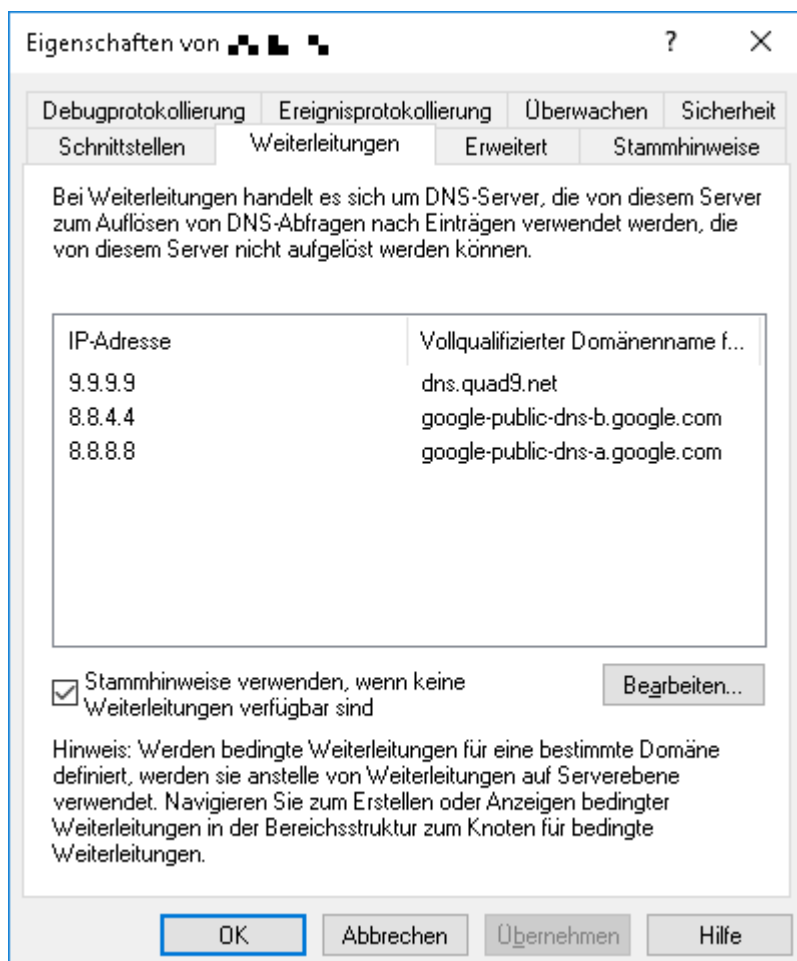 Eigenschaften von
Debugprotokollierung Ereignisprotokollierung Überwachen Sicherheit
Schnittstellen Weiterleitungen Erweitert Stammhinweise
Bei Weiterleitungen handelt es sich um DNS-Server, die von diesem Server
zum Auflösen von DNS-Abfragen nach Einträgen verwendet werden, die
von diesem Server nicht aufgelöst werden können.
IP-Adresse Vollqualifizierter Domänenname f...
9.9.9.9 dns.quad9.net
8.8.4.4 google-public-dns-b.google.com
8.8.8.8 google-public-dns-a.google.com
Stammhinweise verwenden, wenn keine
Weiterleitungen verfügbar sind
Bearbeiten...
Hinweis: Werden bedingte Weiterleitungen für eine bestimmte Domäne
definiert, werden sie anstelle von Weiterleitungen auf Serverebene
verwendet. Navigieren Sie zum Erstellen oder Anzeigen bedingter
Weiterleitungen in der Bereichsstruktur zum Knoten für bedingte
Weiterleitungen.
OK Abbrechen Übernehmen Hilfe